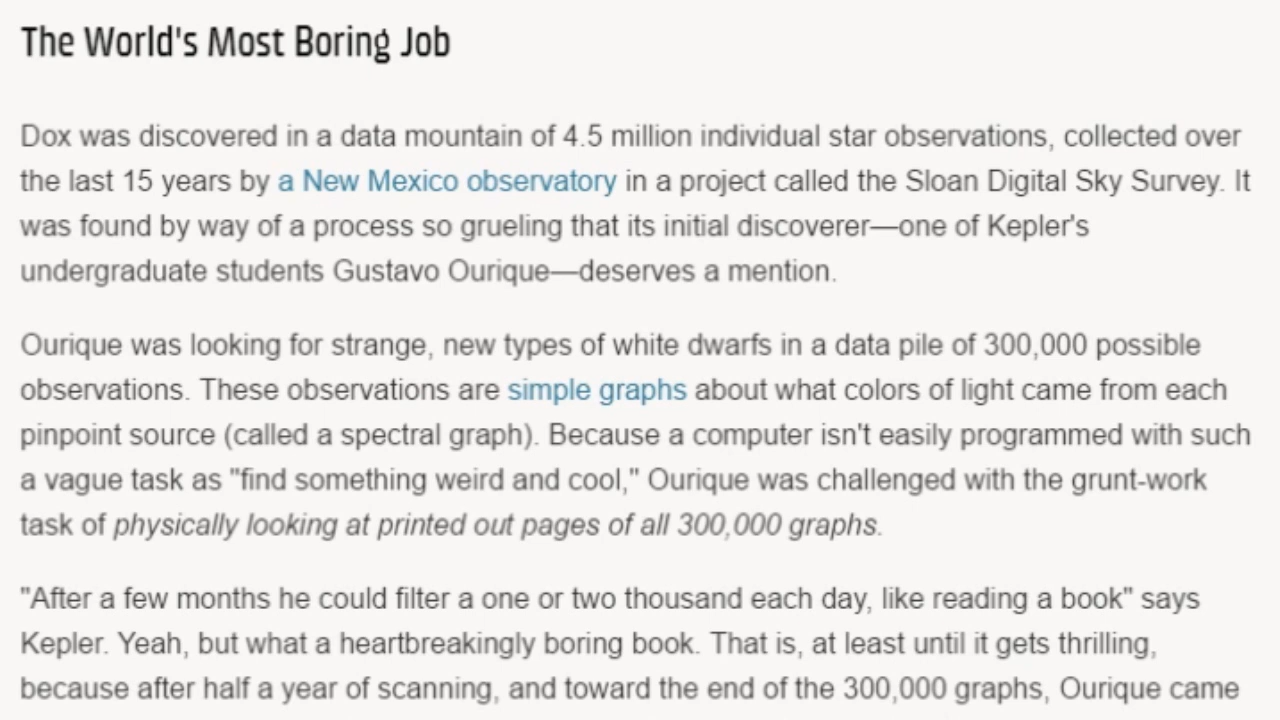 The World's Most Boring Job
Dox was discovered in a data mountain of 4.5 million individual star observations, collected over
the last 15 years by a New Mexico observatory in a project called the Sloan Digital Sky Survey. It
was found by way of a process so grueling that its initial discoverer—one of Kepler's
undergraduate students Gustavo Ourique—deserves a mention.
Ourique was looking for strange, new types of white dwarfs in a data pile of 300,000 possible
observations. These observations are simple graphs about what colors of light came from each
pinpoint source (called a spectral graph). Because a computer isn't easily programmed with such
a vague task as "find something weird and cool," Ourique was challenged with the grunt-work
task of physically looking at printed out pages of all 300,000 graphs.
"After a few months he could filter a one or two thousand each day, like reading a book" says
Kepler. Yeah, but what a heartbreakingly boring book. That is, at least until it gets thrilling,
because after half a year of scanning, and toward the end of the 300,000 graphs, Ourique came